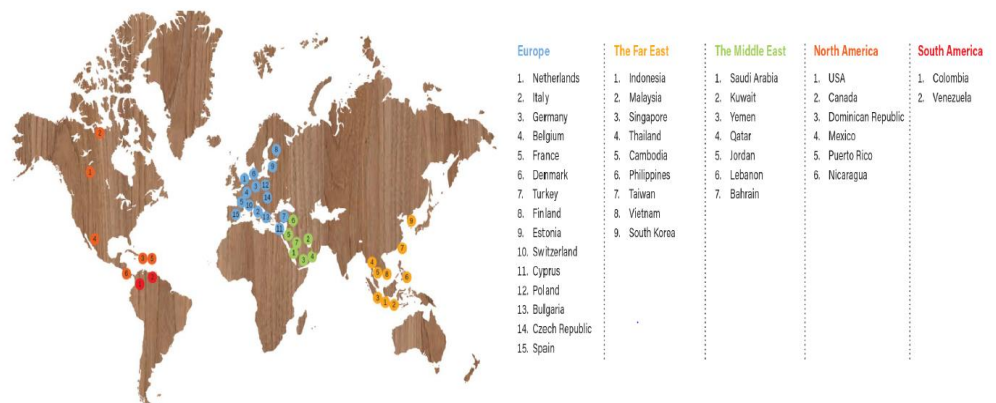 Europe
1. Netherlands
2. Italy
3. Germany
4. Belgium
5. France
6. Denmark
7. Turkey
8. Finland
9. Estonia
10. Switzerland
11. Cyprus
12. Poland
13. Bulgaria
14. Czech Republic
15. Spain
The Far East
1. Indonesia
2. Malaysia
3. Singapore
4. Thailand
5. Cambodia
6. Philippines
7. Taiwan
8. Vietnam
9. South Korea
The Middle East
1. Saudi Arabia
2. Kuwait
3. Yemen
4. Qatar
5. Jordan
6. Lebanon
7. Bahrain
North America
1. USA
2. Canada
3. Dominican Republic
4. Mexico
5. Puerto Rico
6. Nicaragua
South America
1. Colombia
2. Venezuela